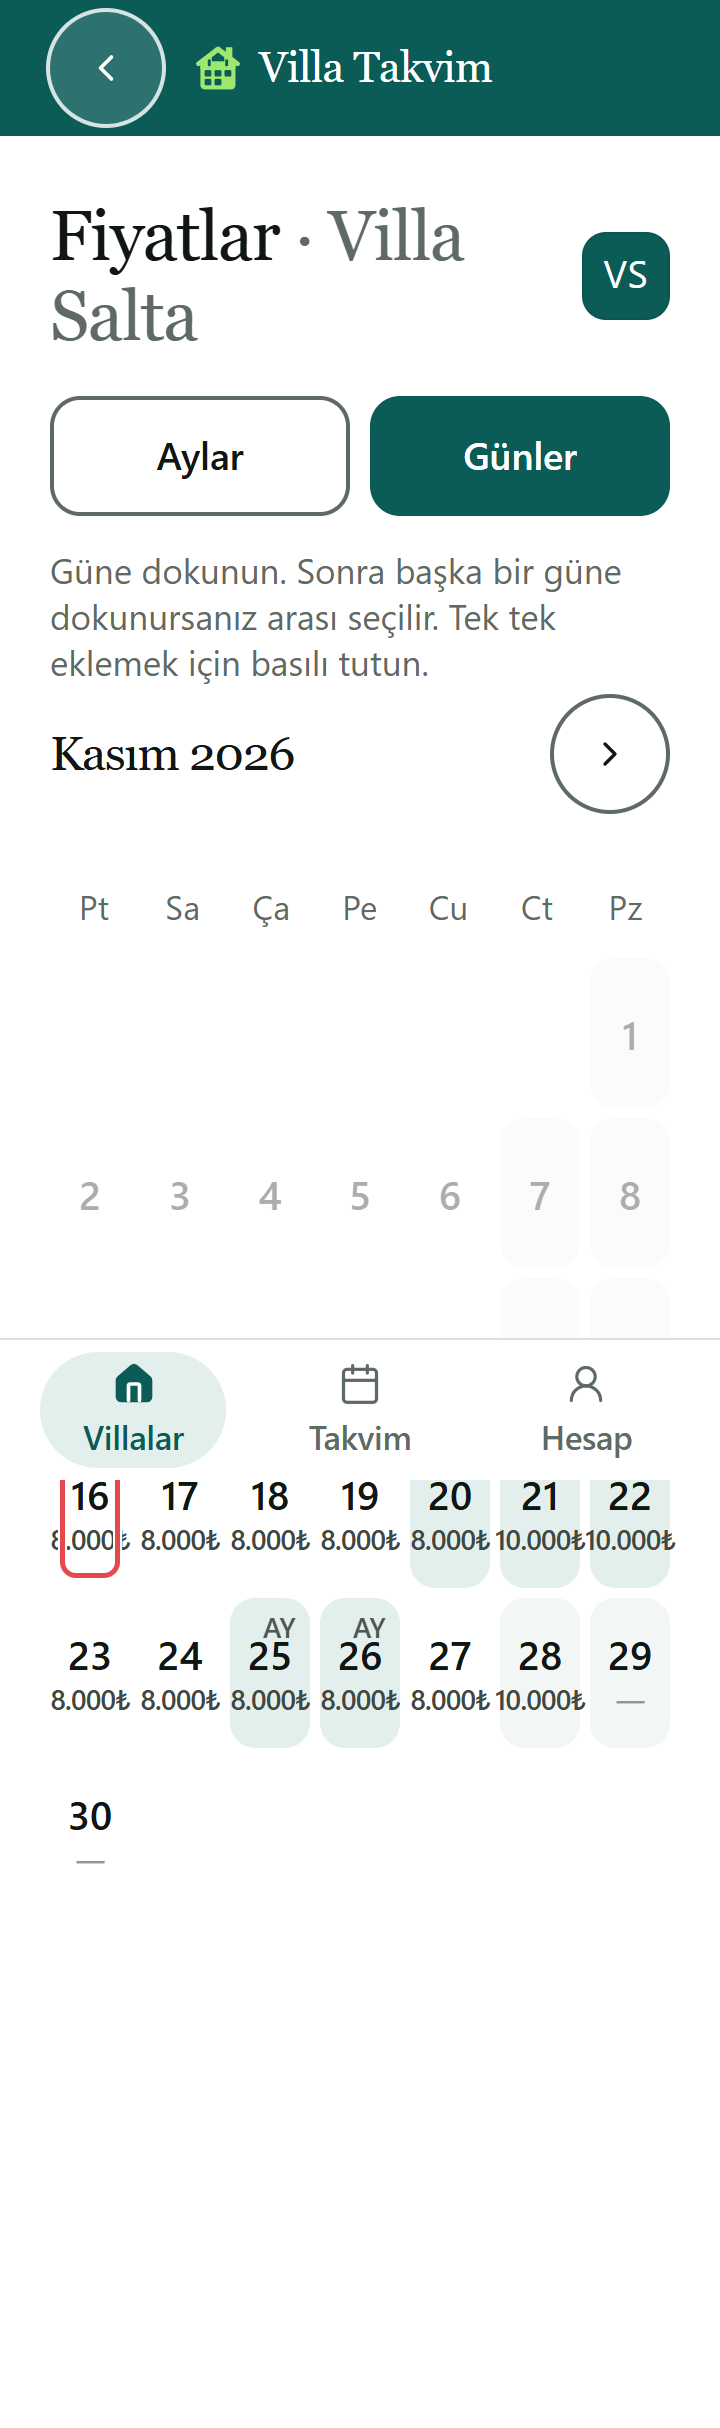 Villa Takvim
Fiyatlar · Villa Salta
VS
Aylar
Günler
Güne dokunun. Sonra başka bir güne
dokunursanız arası seçilir. Tek tek
eklemek için basılı tutun.
Kasım 2026
Pt Sa Ça Pe Cu Ct Pz
1
2 3 4 5 6 7 8
Villalar
Takvim
Hesap
16 17 18 19 20 21 22
8.000₺ 8.000₺ 8.000₺ 8.000₺ 8.000₺ 10.000₺ 10.000₺
AY AY
23 24 25 26 27 28 29
8.000₺ 8.000₺ 8.000₺ 8.000₺ 8.000₺ 10.000₺ —
30
—